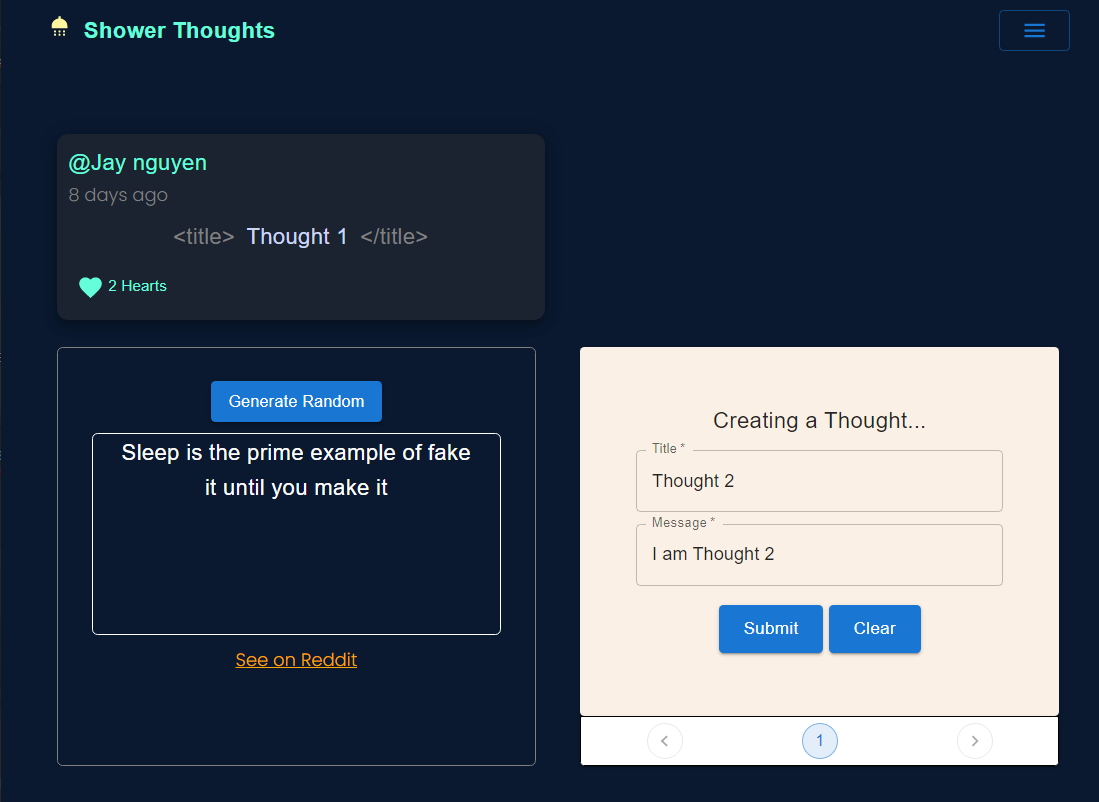 Shower Thoughts
@Jay nguyen
8 days ago
<title> Thought 1 </title>
2 Hearts
Generate Random
Sleep is the prime example of fake
it until you make it
See on Reddit
Creating a Thought...
Title *
Thought 2
Message *
I am Thought 2
Submit Clear
1